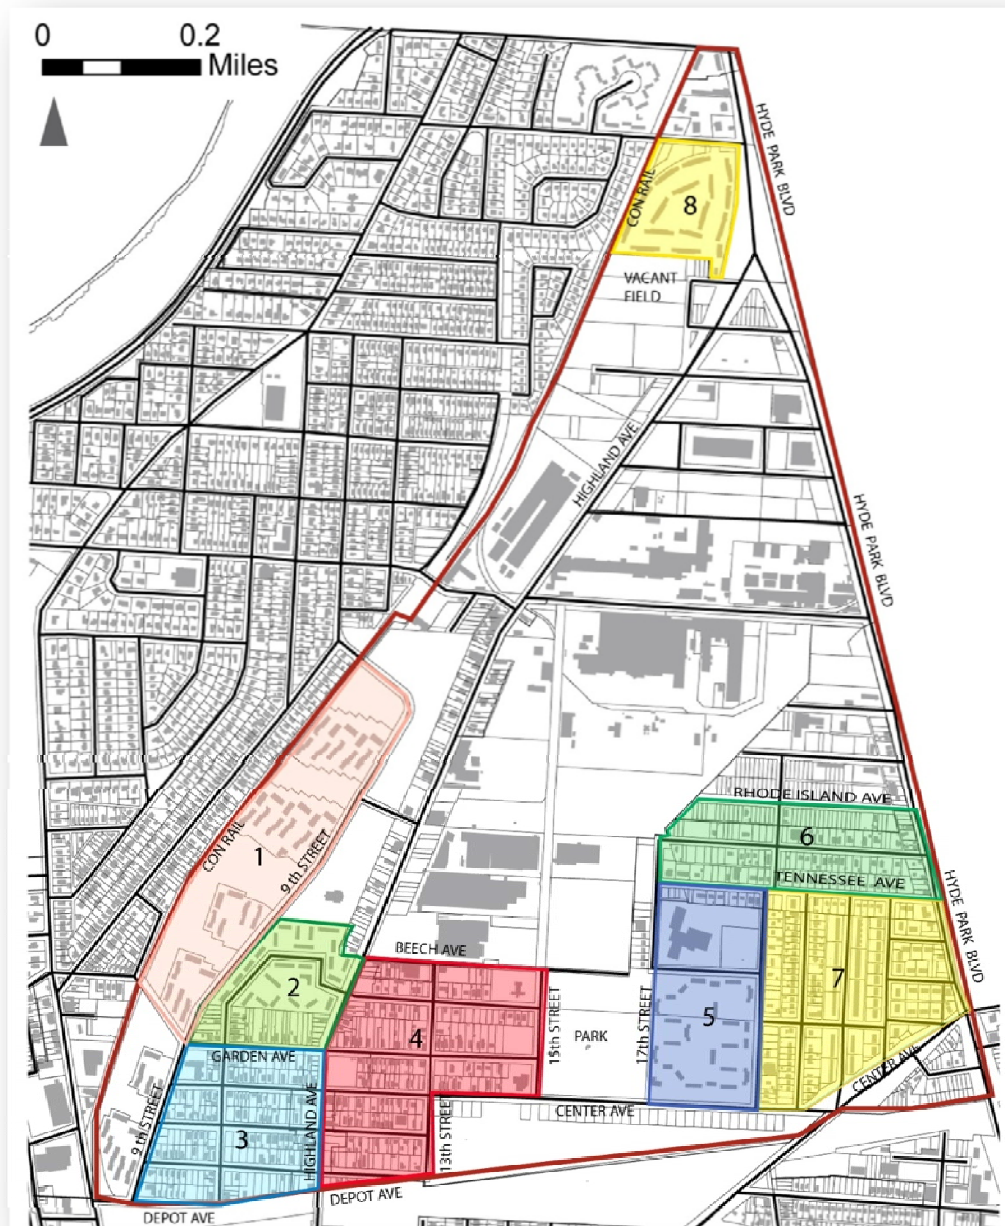 0 0.2
Miles
HYDE PARK BLVD
CON RAIL
8
VACANT
FIELD
HIGHLAND AVE
HYDE PARK BLVD
RHODE ISLAND AVE
6
CON RAIL
1
9th STREET
TENNESSEE AVE
HYDE PARK BLVD
BEECH AVE
2
7
5
4
15th STREET
PARK
17th STREET
GARDEN AVE
CENTER AVE
9th STREET
3
HIGHLAND AVE
13th STREET
CENTER AVE
DEPOT AVE
DEPOT AVE